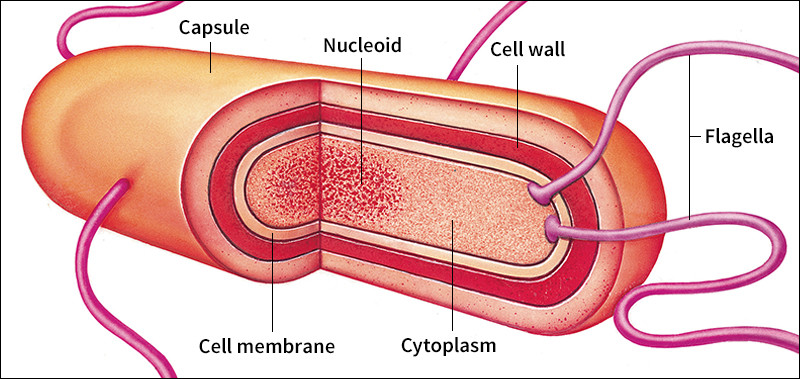 Capsule
Nucleoid
Cell wall
Flagella
Cell membrane
Cytoplasm